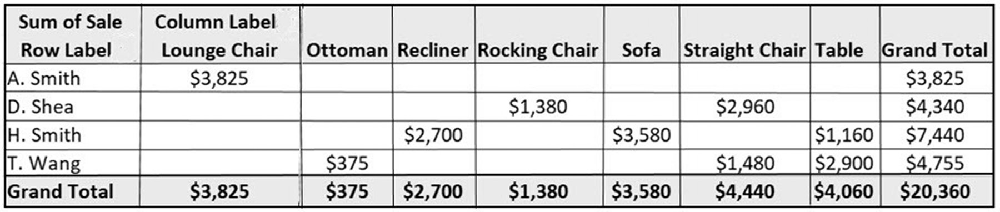 Sum of Sale Column Label
Row Label Lounge Chair Ottoman Recliner Rocking Chair Sofa Straight Chair Table Grand Total
A. Smith $3,825 $3,825
D. Shea $1,380 $2,960 $4,340
H. Smith $2,700 $3,580 $1,160 $7,440
T. Wang $375 $1,480 $2,900 $4,755
Grand Total $3,825 $375 $2,700 $1,380 $3,580 $4,440 $4,060 $20,360